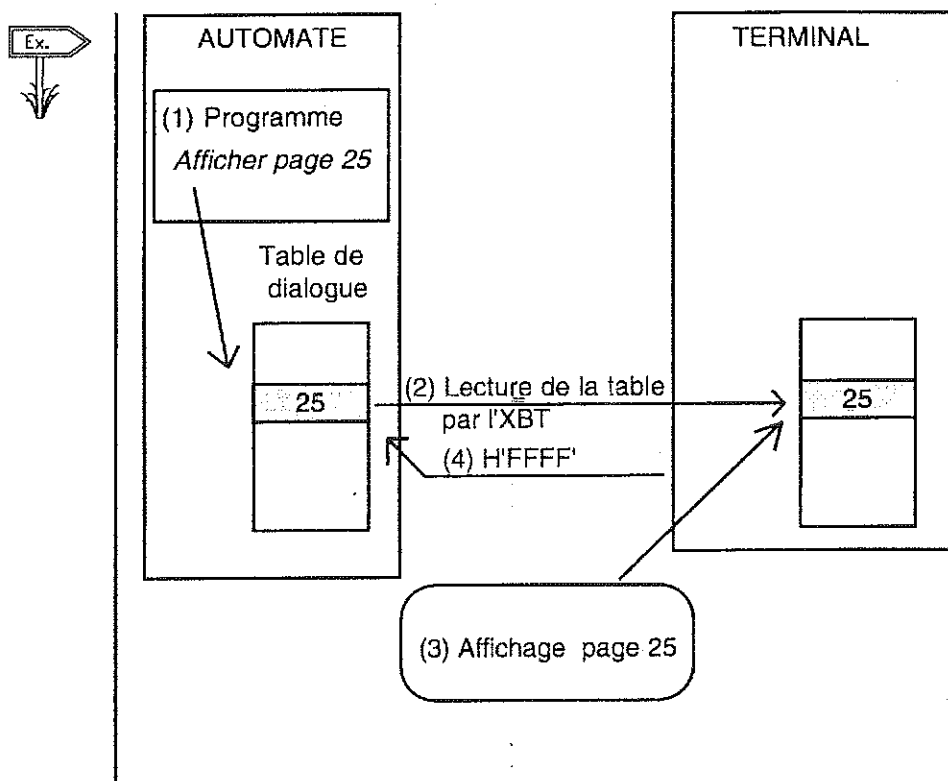 Ex.
AUTOMATE
TERMINAL
(1) Programme
Afficher page 25
Table de
dialogue
25
(2) Lecture de la table
par l'XBT
25
(4) H'FFFF'
(3) Affichage page 25